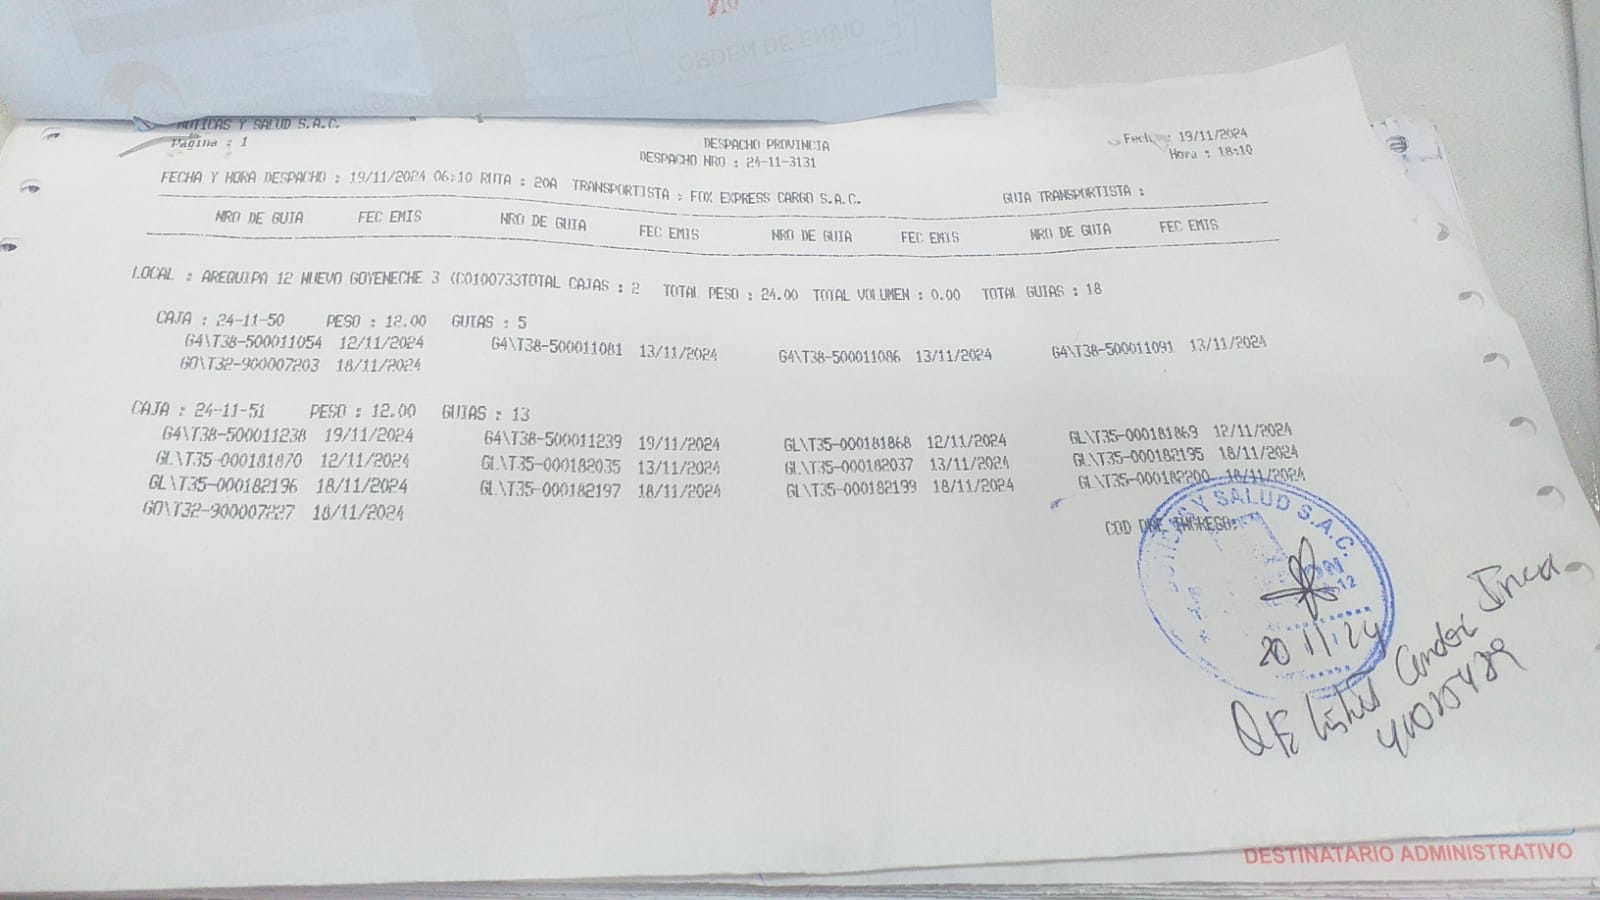 ORDEN DE ENVIO
BOTICAS Y SALUD S.A.C.
Pagina : 1
DESPACHO PROVINCIA
DESPACHO NRO : 24-11-3131
Fecha : 19/11/2024
Hora : 18:10
FECHA Y HORA DESPACHO : 19/11/2024 06:10 RUTA : 20A TRANSPORTISTA : FOX EXPRESS CARGO S.A.C. GUIA TRANSPORTISTA :
NRO DE GUIA FEC EMIS NRO DE GUIA FEC EMIS NRO DE GUIA FEC EMIS NRO DE GUIA FEC EMIS
LOCAL : AREQUIPA 12 NUEVO GOYENECHE 3 (C0100733TOTAL CAJAS : 2 TOTAL PESO : 24.00 TOTAL VOLUMEN : 0.00 TOTAL GUIAS : 18
CAJA : 24-11-50 PESO : 12.00 GUIAS : 5
G4\T38-500011054 12/11/2024 G4\T38-500011081 13/11/2024 G4\T38-500011086 13/11/2024 G4\T38-500011091 13/11/2024
GO\T32-900007203 18/11/2024
CAJA : 24-11-51 PESO : 12.00 GUIAS : 13
G4\T38-500011238 19/11/2024 G4\T38-500011239 19/11/2024 GL\T35-000181868 12/11/2024 GL\T35-000181869 12/11/2024
GL\T35-000181870 12/11/2024 GL\T35-000182035 13/11/2024 GL\T35-000182037 13/11/2024 GL\T35-000182195 18/11/2024
GL\T35-000182196 18/11/2024 GL\T35-000182197 18/11/2024 GL\T35-000182199 18/11/2024 GL\T35-000182200 18/11/2024
GO\T32-900007227 18/11/2024
COD DDE INGRESO:
BOTICAS Y SALUD S.A.C.
20/11/24
Q.F.
DESTINATARIO ADMINISTRATIVO